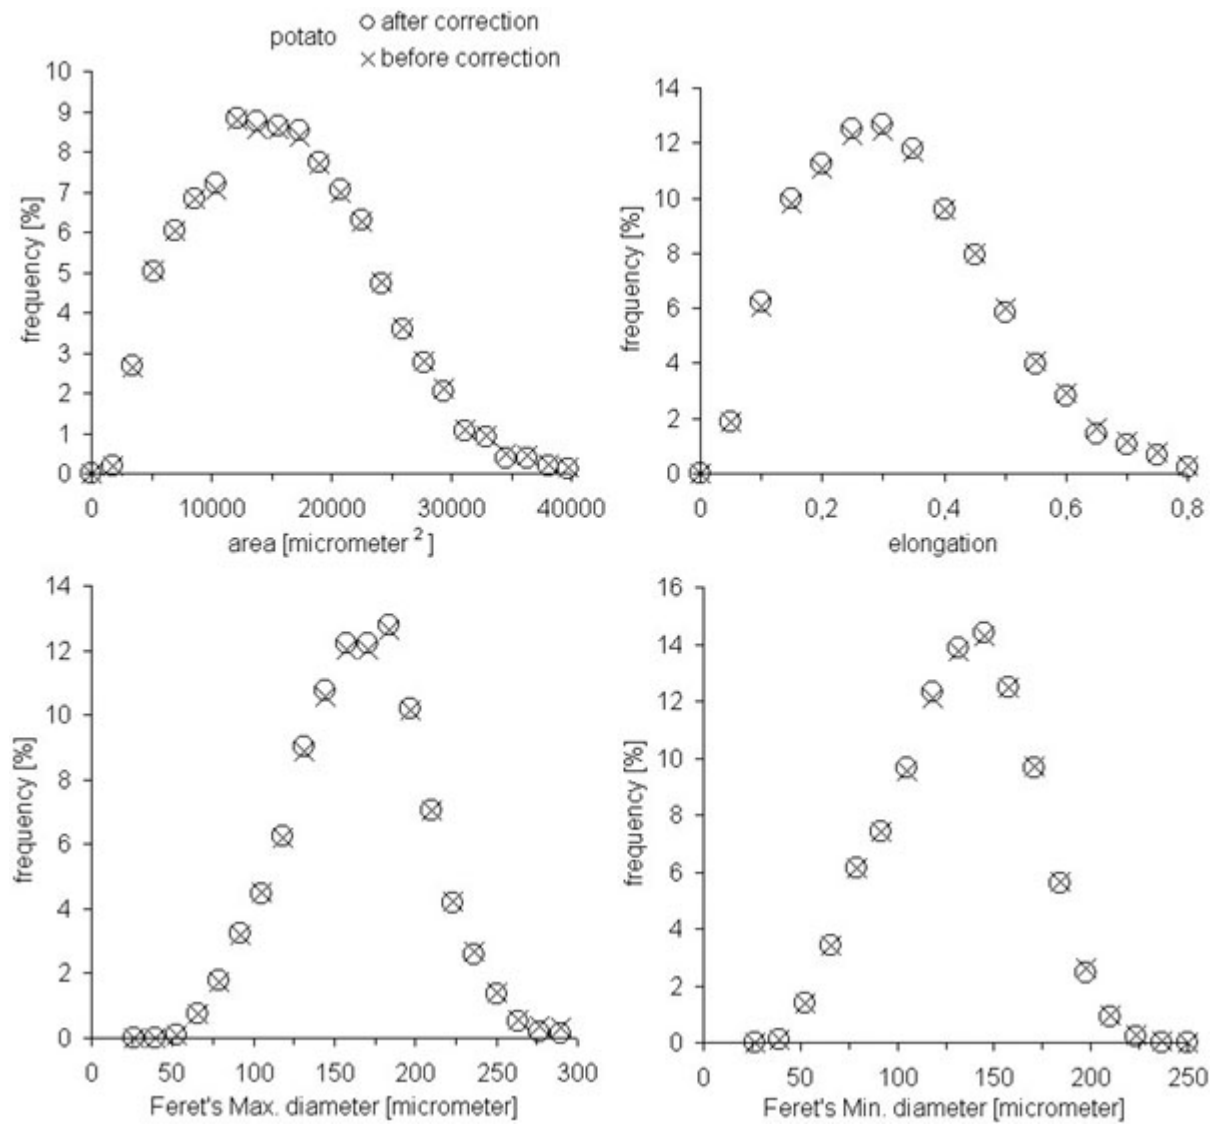 potato
after correction
before correction
10
9
8
7
6
5
4
3
2
1
0
frequency [%]
0 10000 20000 30000 40000
area [micrometer 2 ]
14
12
10
8
6
4
2
0
frequency [%]
0 0,2 0,4 0,6 0,8
elongation
14
12
10
8
6
4
2
0
frequency [%]
0 50 100 150 200 250 300
Feret's Max. diameter [micrometer]
16
14
12
10
8
6
4
2
0
frequency [%]
0 50 100 150 200 250
Feret's Min. diameter [micrometer]